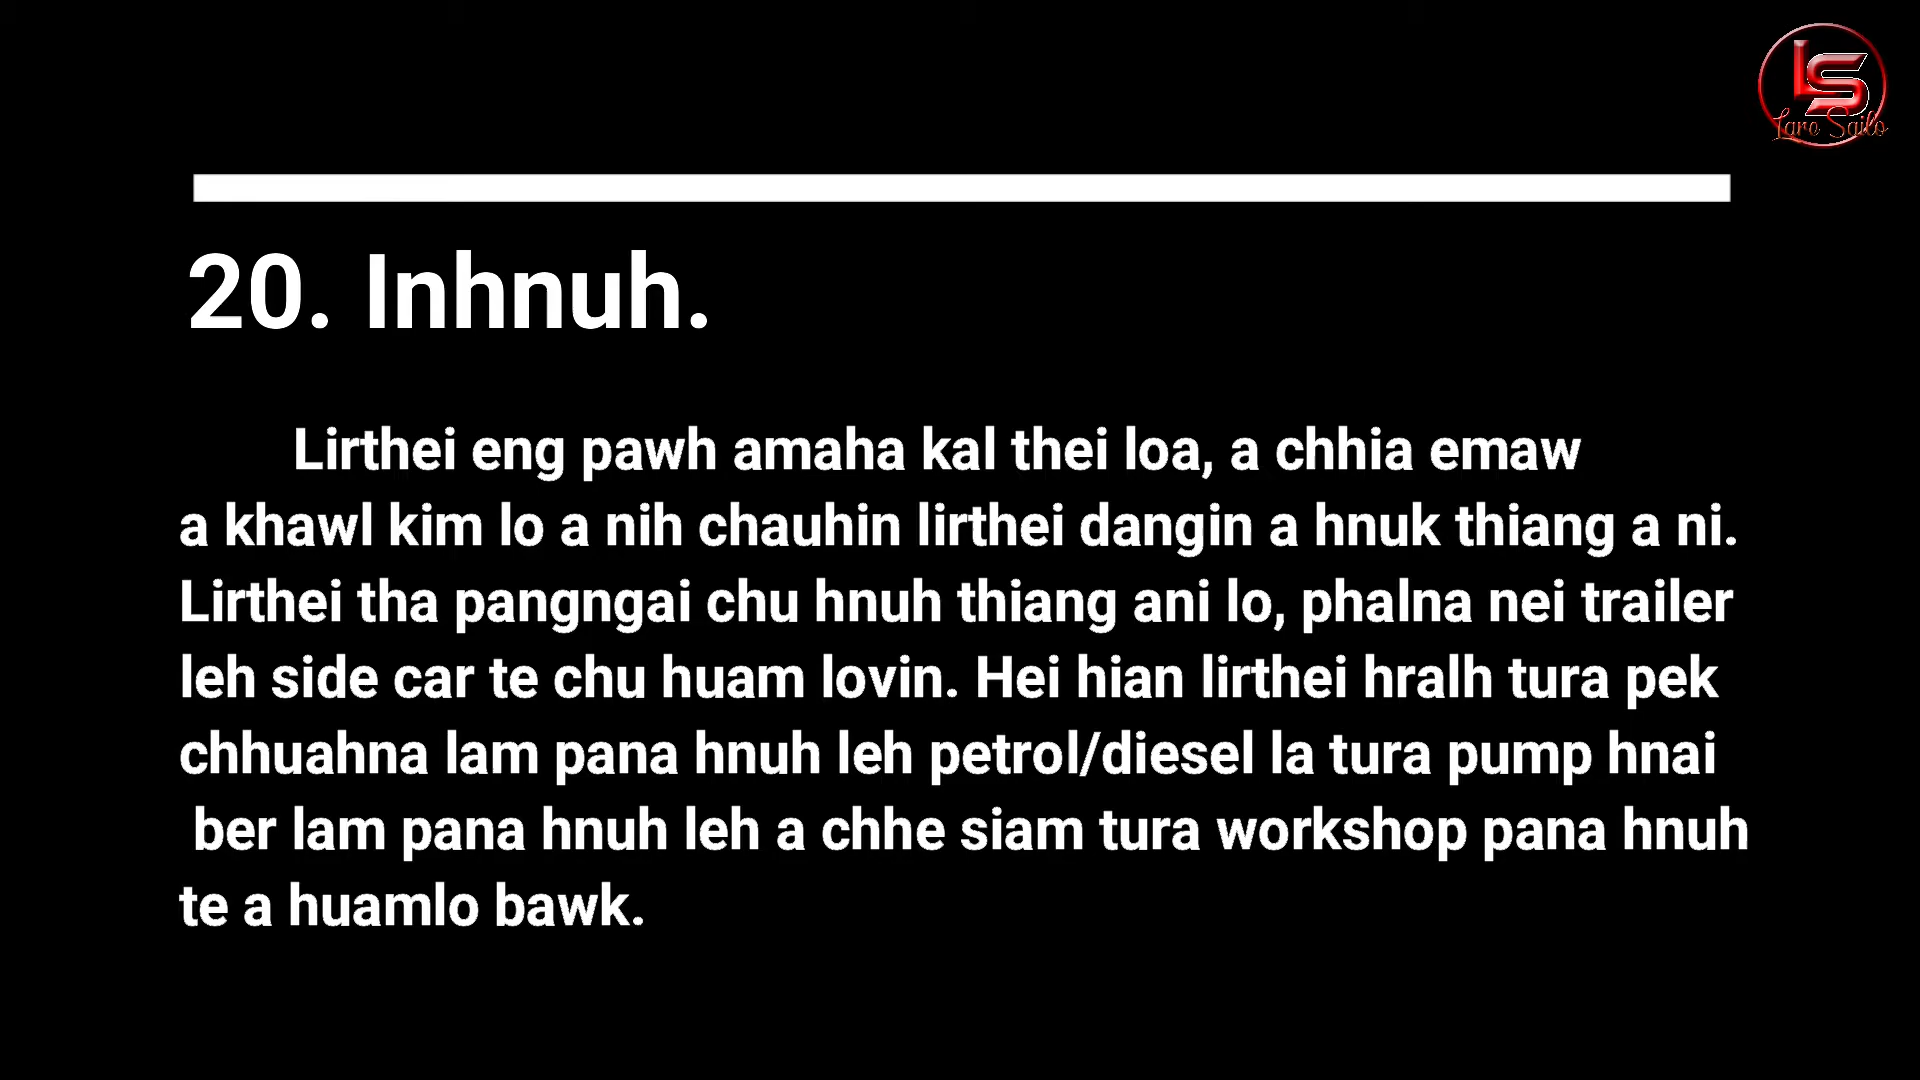 LS
Lare Sailo
20. Inhnuh.
Lirthei eng pawh amaha kal thei loa, a chhia emaw
a khawl kim lo a nih chauhin lirthei dangin a hnuk thiang a ni.
Lirthei tha pangngai chu hnuh thiang ani lo, phalna nei trailer
leh side car te chu huam lovin. Hei hian lirthei hralh tura pek
chhuahna lam pana hnuh leh petrol/diesel la tura pump hnai
ber lam pana hnuh leh a chhe siam tura workshop pana hnuh
te a huamlo bawk.